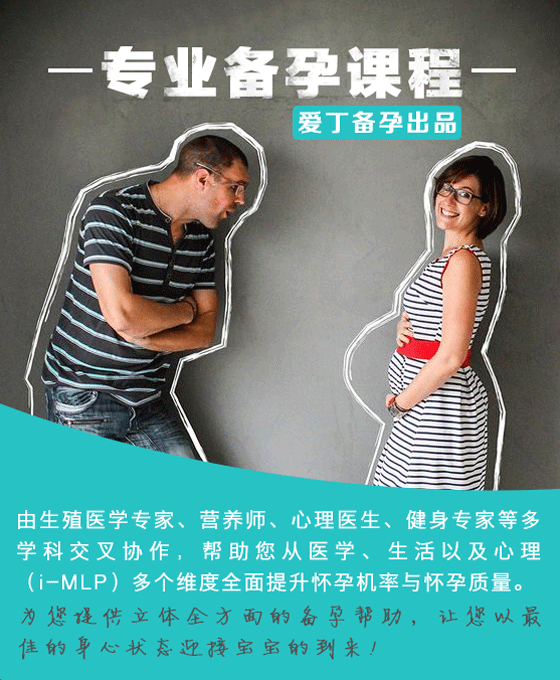 专业备孕课程
爱丁备孕出品
由生殖医学专家、营养师、心理医生、健身专家等多
学科交叉协作，帮助您从医学、生活以及心理
（i-MLP）多个维度全面提升怀孕机率与怀孕质量。
为您提供立体全方面的备孕帮助，让您以最
佳的身心状态迎接宝宝的到来！